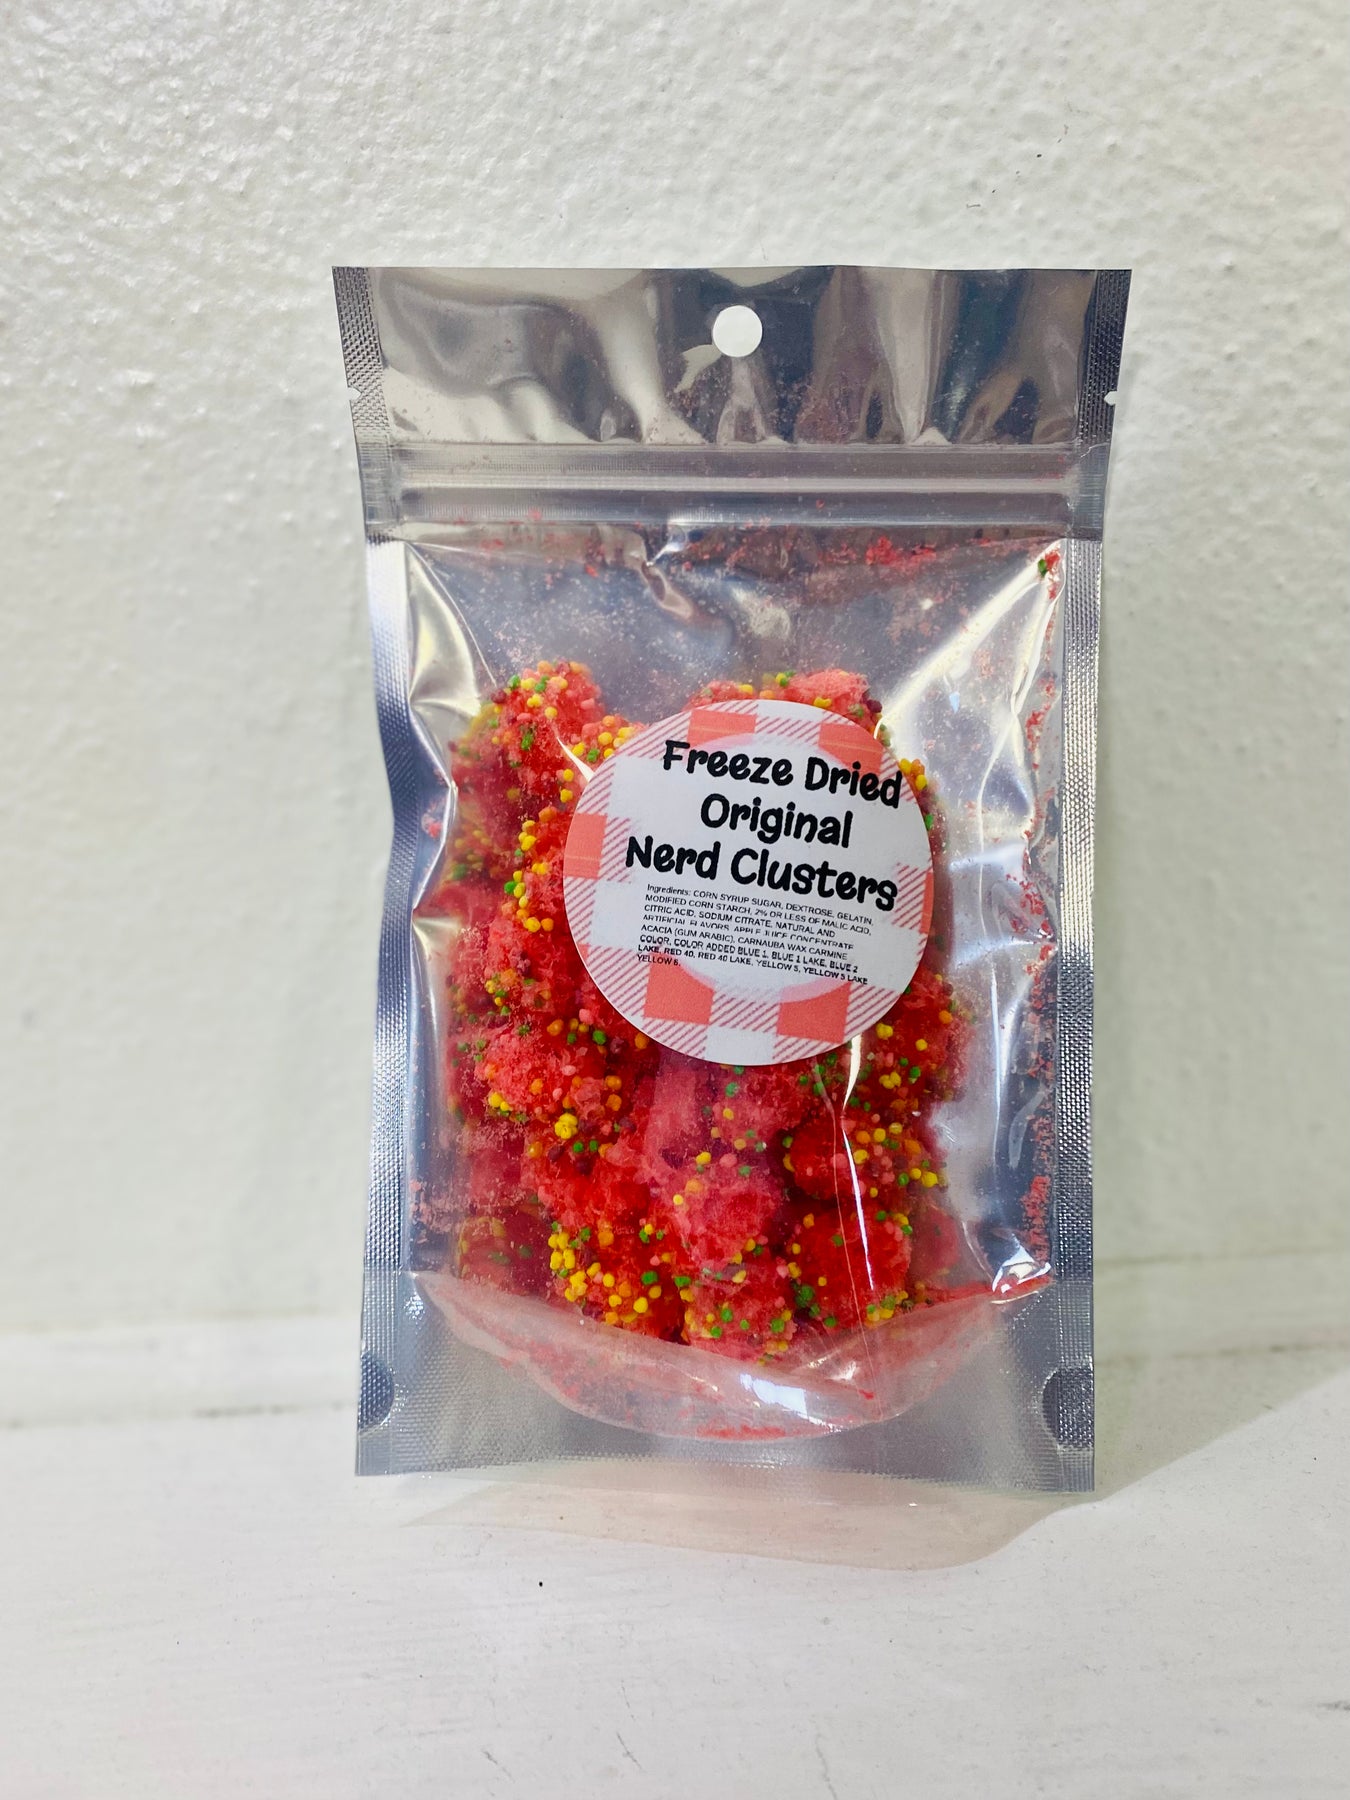 Freeze Dried
Original
Nerd Clusters
Ingredients: CORN SYRUP SUGAR, DEXTROSE, GELATIN,
MODIFIED CORN STARCH, 2% OR LESS OF MALIC ACID,
CITRIC ACID, SODIUM CITRATE, NATURAL AND
ARTIFICIAL FLAVORS, APPLE JUICE CONCENTRATE
ACACIA (GUM ARABIC), CARNAUBA WAX CARMINE
COLOR, COLOR ADDED BLUE 1, BLUE 1 LAKE, BLUE 2
LAKE, RED 40, RED 40 LAKE, YELLOW 5, YELLOW 5 LAKE
YELLOW 6.